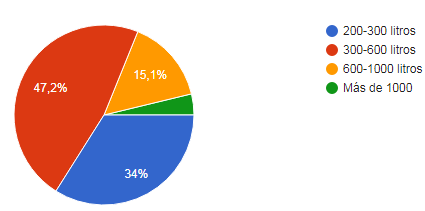 200-300 litros
300-600 litros
600-1000 litros
Más de 1000
47,2%
15,1%
34%